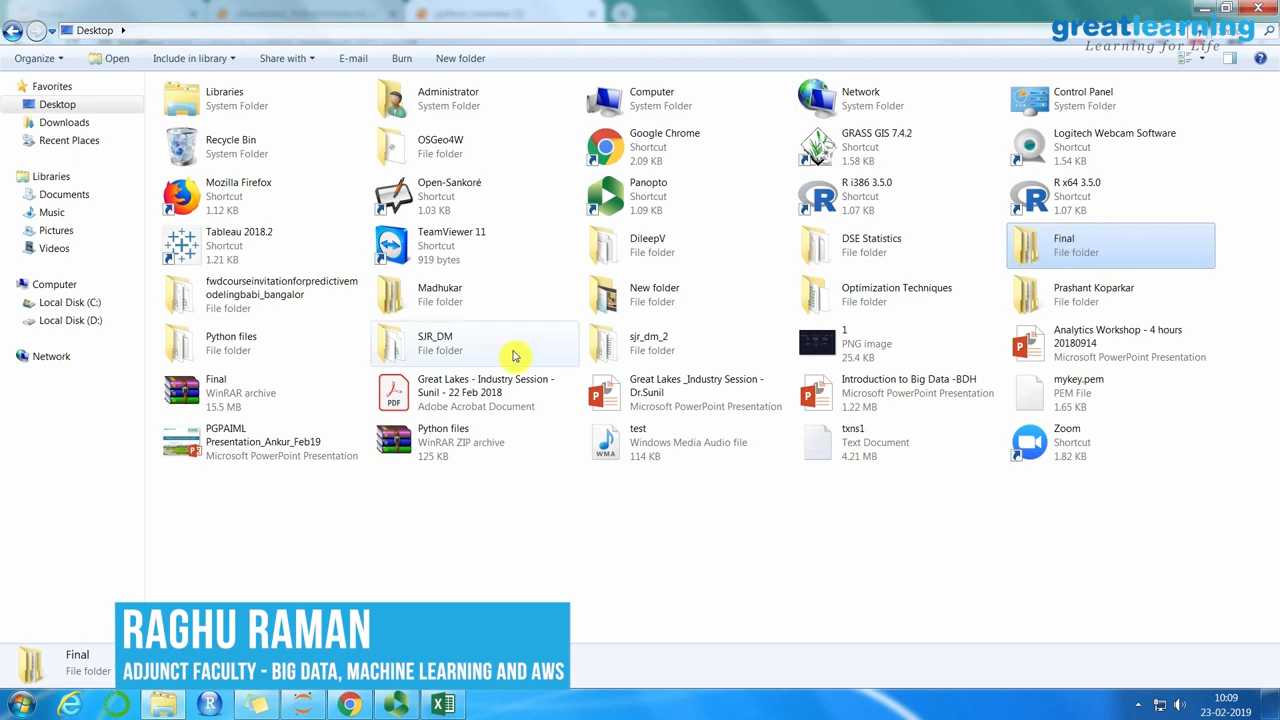 Desktop
greatlearning
Learning for Life
Organize
Open
Include in library
Share with
E-mail
Burn
New folder
Favorites
Desktop
Downloads
Recent Places
Libraries
Documents
Music
Pictures
Videos
Computer
Local Disk (C:)
Local Disk (D:)
Network
Libraries
System Folder
Administrator
System Folder
Computer
System Folder
Network
System Folder
Control Panel
System Folder
Recycle Bin
System Folder
OSGeo4W
File folder
Google Chrome
Shortcut
2.09 KB
GRASS GIS 7.4.2
Shortcut
1.58 KB
Logitech Webcam Software
Shortcut
1.54 KB
Mozilla Firefox
Shortcut
1.12 KB
Open-Sankoré
Shortcut
1.03 KB
Panopto
Shortcut
1.09 KB
R i386 3.5.0
Shortcut
1.07 KB
R x64 3.5.0
Shortcut
1.07 KB
Tableau 2018.2
Shortcut
1.21 KB
TeamViewer 11
Shortcut
919 bytes
DileepV
File folder
DSE Statistics
File folder
Final
File folder
fwdcourseinvitationforpredictivem
odelingbabi_bangalor
File folder
Madhukar
File folder
New folder
File folder
Optimization Techniques
File folder
Prashant Koparkar
File folder
Python files
File folder
SJR_DM
File folder
sjr_dm_2
File folder
1
PNG image
25.4 KB
Analytics Workshop - 4 hours
20180914
Microsoft PowerPoint Presentation
Final
WinRAR archive
15.5 MB
PDF
Great Lakes - Industry Session -
Sunil - 22 Feb 2018
Adobe Acrobat Document
Great Lakes _Industry Session -
Dr.Sunil
Microsoft PowerPoint Presentation
Introduction to Big Data -BDH
Microsoft PowerPoint Presentation
1.22 MB
mykey.pem
PEM File
1.65 KB
PGPAIML
Presentation_Ankur_Feb19
Microsoft PowerPoint Presentation
Python files
WinRAR ZIP archive
125 KB
WMA
test
Windows Media Audio file
114 KB
txns1
Text Document
4.21 MB
Zoom
Shortcut
1.82 KB
Final
File folder
RAGHU RAMAN
ADJUNCT FACULTY - BIG DATA, MACHINE LEARNING AND AWS
10:09
23-02-2019